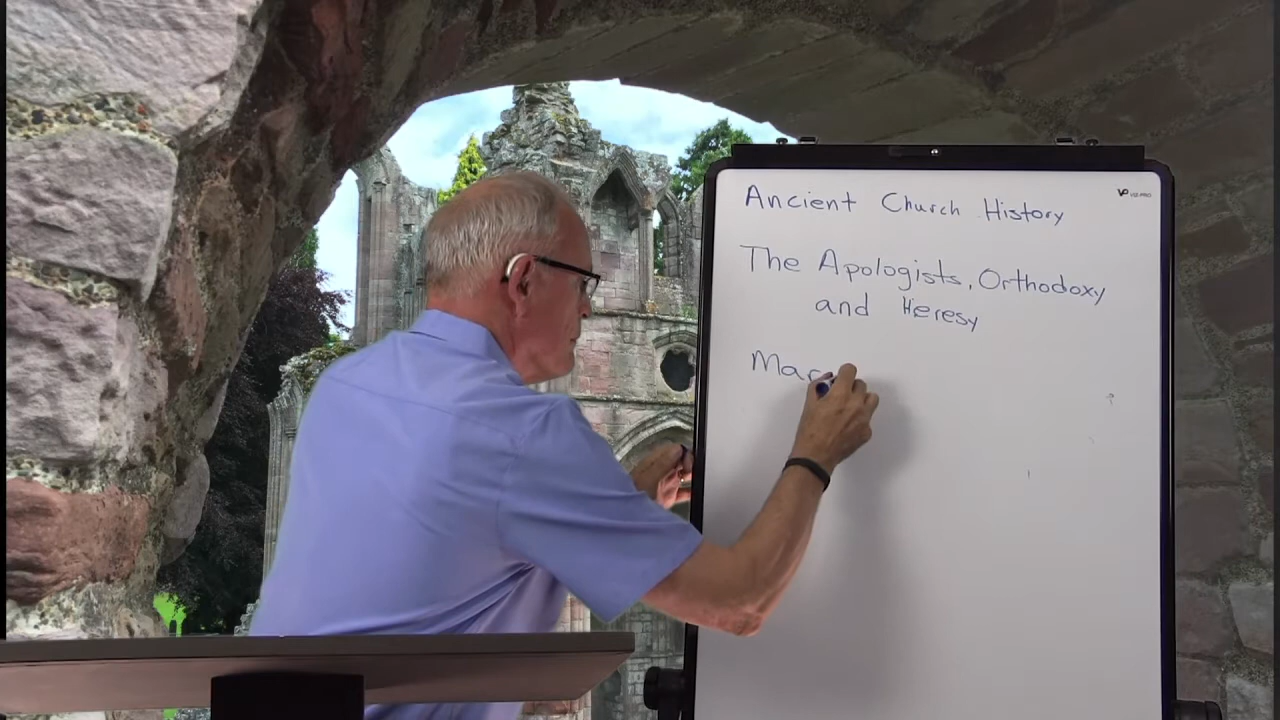 Ancient Church History
The Apologists, Orthodoxy
and Heresy
Mar